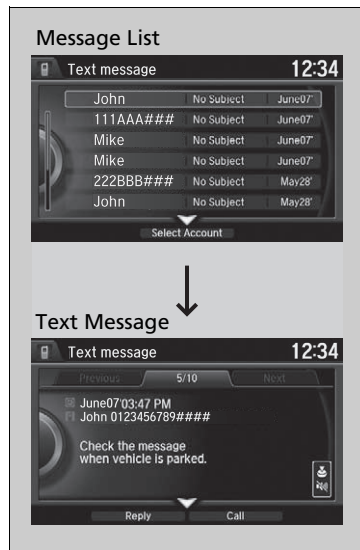 Message List
Text message 12:34
John No Subject June07'
111AAA### No Subject June07'
Mike No Subject June07'
Mike No Subject June07'
222BBB### No Subject May28'
John No Subject May28'
Select Account
Text Message
Text message 12:34
Previous 5/10 Next
June07'03:47 PM
John 0123456789####
Check the message
when vehicle is parked.
Reply Call